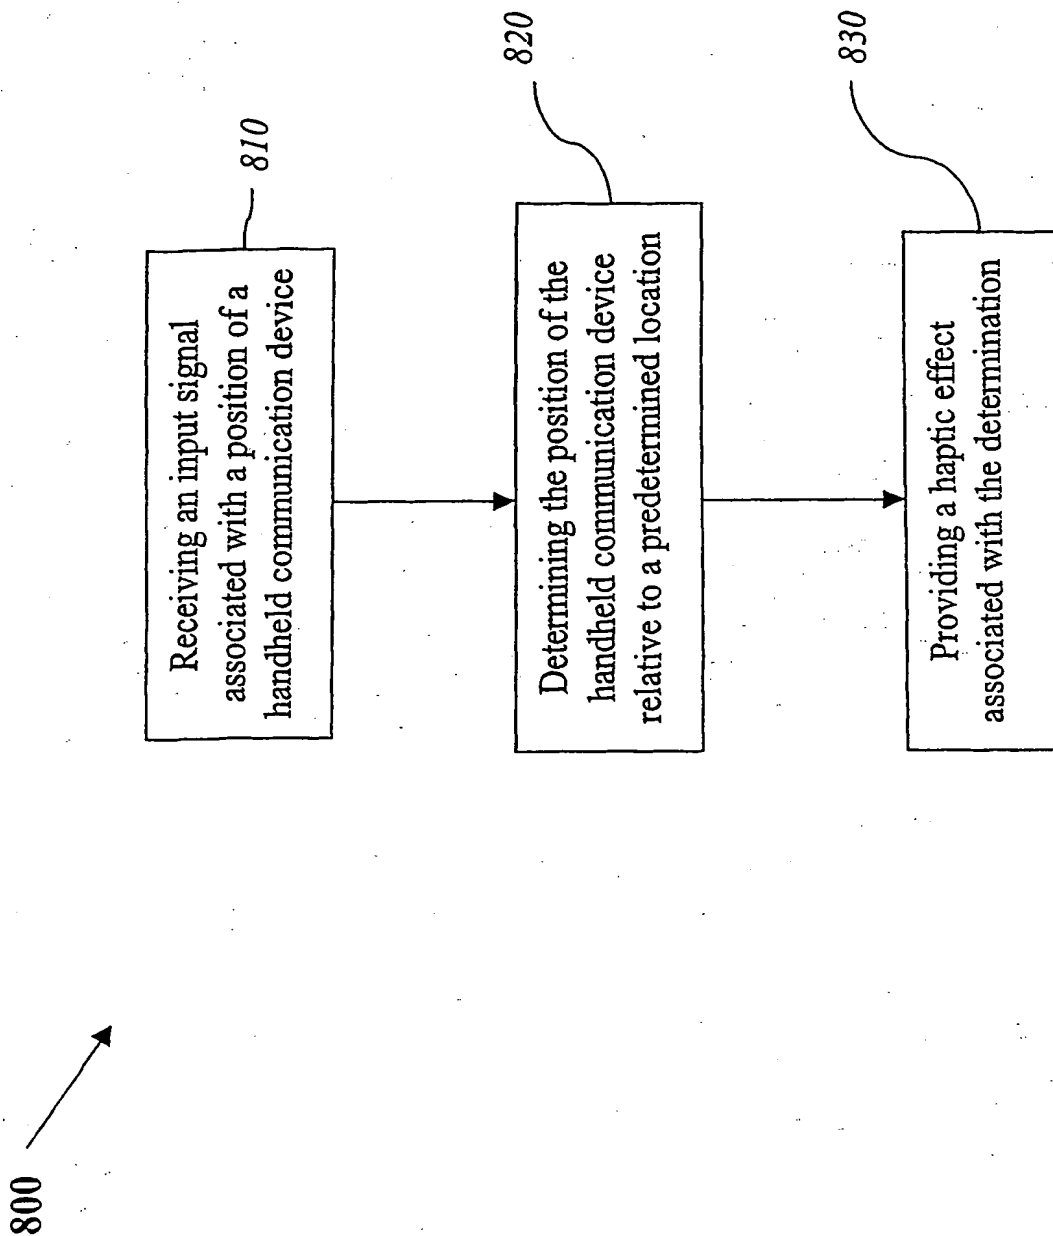 800
Receiving an input signal
associated with a position of a
handheld communication device
810
Determining the position of the
handheld communication device
relative to a predetermined location
820
Providing a haptic effect
associated with the determination
830